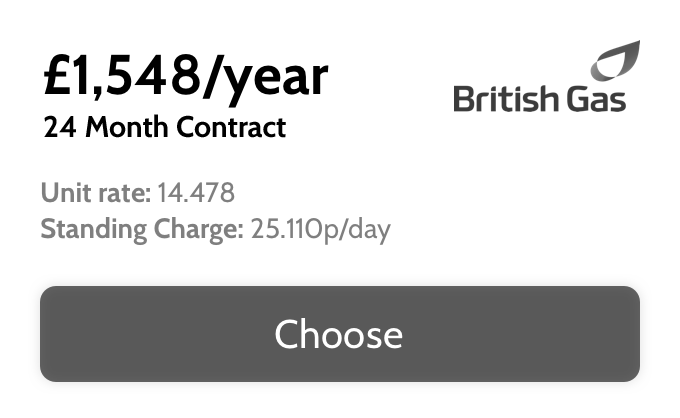 £1,548/year
24 Month Contract
British Gas
Unit rate: 14.478
Standing Charge: 25.110p/day
Choose